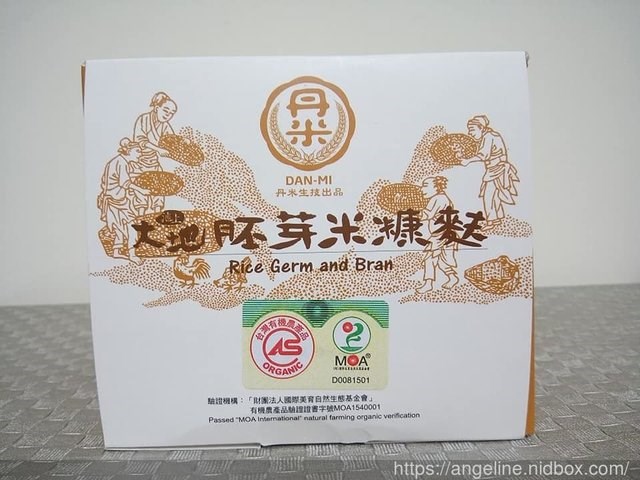 丹米
DAN-MI
丹米生技出品
大池上胚芽米糠麩
Rice Germ and Bran
台灣有機農產品
CAS
ORGANIC
MOA®
D0081501
驗證機構：「財團法人國際美育自然生態基金會」
有機農產品驗證證書字號MOA1540001
Passed "MOA International" natural farming organic verification
https://angeline.nidbox.com/